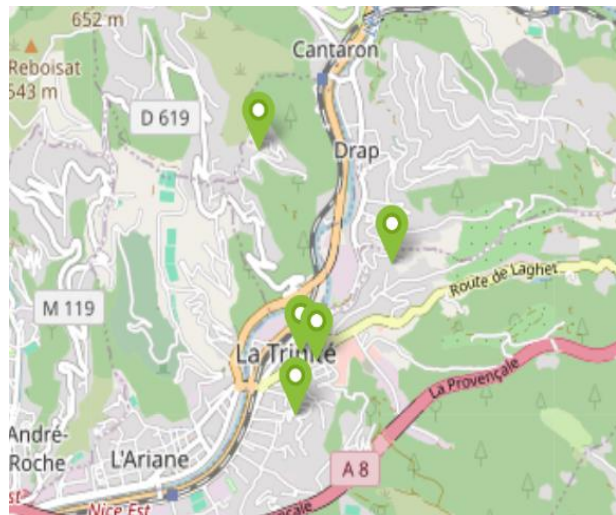 652 m
Reboisat
543 m
Cantaron
D 619
Drap
Route de Laghet
M 119
La Trinité
La Provençale
André-
Roche
L'Ariane
A 8
Nice Est